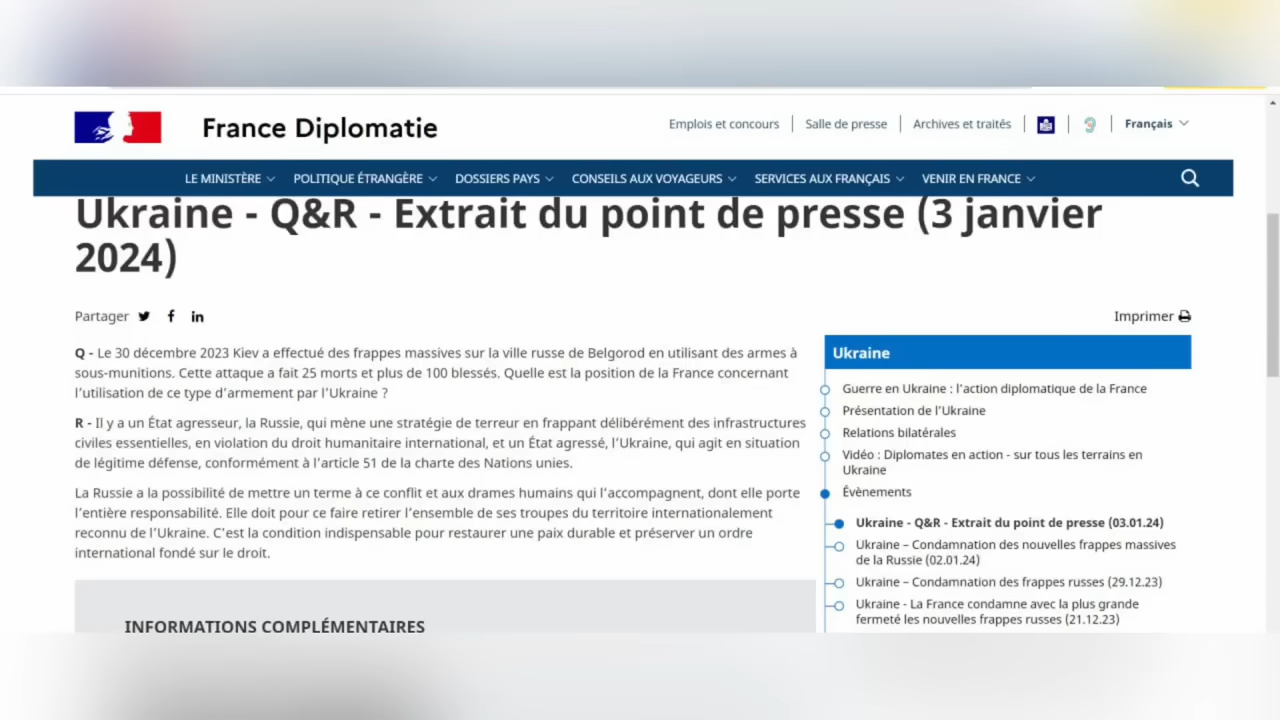 France Diplomatie
Emplois et concours
Salle de presse
Archives et traités
Français
LE MINISTÈRE
POLITIQUE ÉTRANGÈRE
DOSSIERS PAYS
CONSEILS AUX VOYAGEURS
SERVICES AUX FRANÇAIS
VENIR EN FRANCE
Ukraine - Q&R - Extrait du point de presse (3 janvier
2024)
Partager
Imprimer
Q - Le 30 décembre 2023 Kiev a effectué des frappes massives sur la ville russe de Belgorod en utilisant des armes à
sous-munitions. Cette attaque a fait 25 morts et plus de 100 blessés. Quelle est la position de la France concernant
l'utilisation de ce type d'armement par l'Ukraine ?
R - Il y a un État agresseur, la Russie, qui mène une stratégie de terreur en frappant délibérément des infrastructures
civiles essentielles, en violation du droit humanitaire international, et un État agressé, l'Ukraine, qui agit en situation
de légitime défense, conformément à l'article 51 de la charte des Nations unies.
La Russie a la possibilité de mettre un terme à ce conflit et aux drames humains qui l'accompagnent, dont elle porte
l'entière responsabilité. Elle doit pour ce faire retirer l'ensemble de ses troupes du territoire internationalement
reconnu de l'Ukraine. C'est la condition indispensable pour restaurer une paix durable et préserver un ordre
international fondé sur le droit.
INFORMATIONS COMPLÉMENTAIRES
Ukraine
Guerre en Ukraine : l'action diplomatique de la France
Présentation de l'Ukraine
Relations bilatérales
Vidéo : Diplomates en action - sur tous les terrains en
Ukraine
Évènements
Ukraine - Q&R - Extrait du point de presse (03.01.24)
Ukraine – Condamnation des nouvelles frappes massives
de la Russie (02.01.24)
Ukraine – Condamnation des frappes russes (29.12.23)
Ukraine - La France condamne avec la plus grande
fermeté les nouvelles frappes russes (21.12.23)